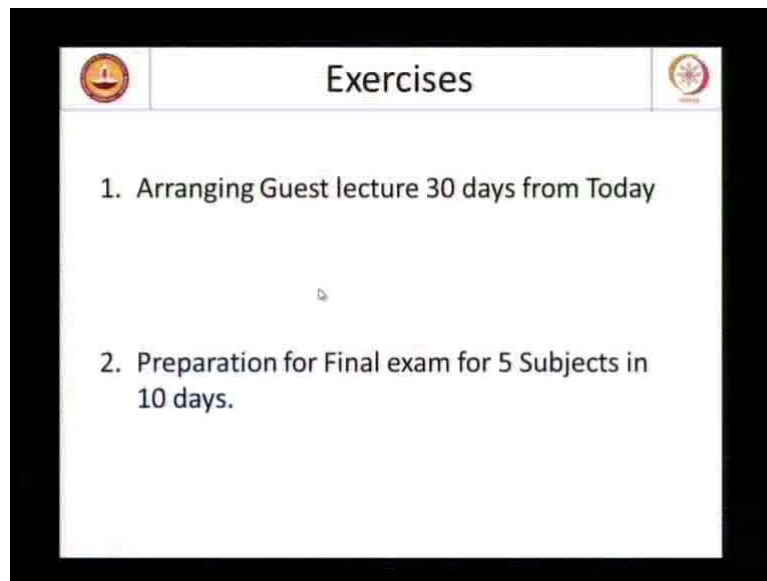 Exercises
1. Arranging Guest lecture 30 days from Today
2. Preparation for Final exam for 5 Subjects in
10 days.